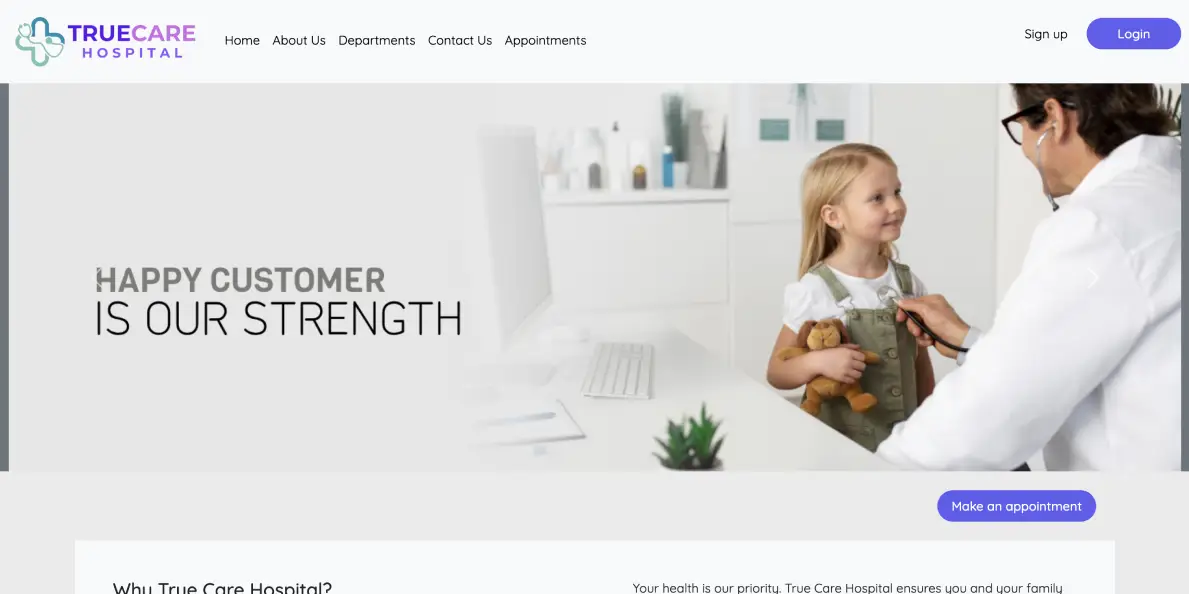 TRUECARE
HOSPITAL
Home About Us Departments Contact Us Appointments
Sign up Login
HAPPY CUSTOMER
IS OUR STRENGTH
Make an appointment
Why True Care Hospital?
Your health is our priority. True Care Hospital ensures you and your family